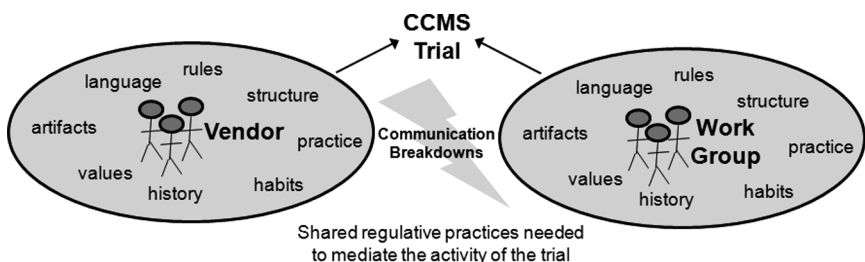 CCMS
Trial
language
rules
structure
artifacts
Vendor
practice
values
history
habits
Communication
Breakdowns
language
rules
structure
artifacts
Work
Group
practice
values
history
habits
Shared regulative practices needed
to mediate the activity of the trial